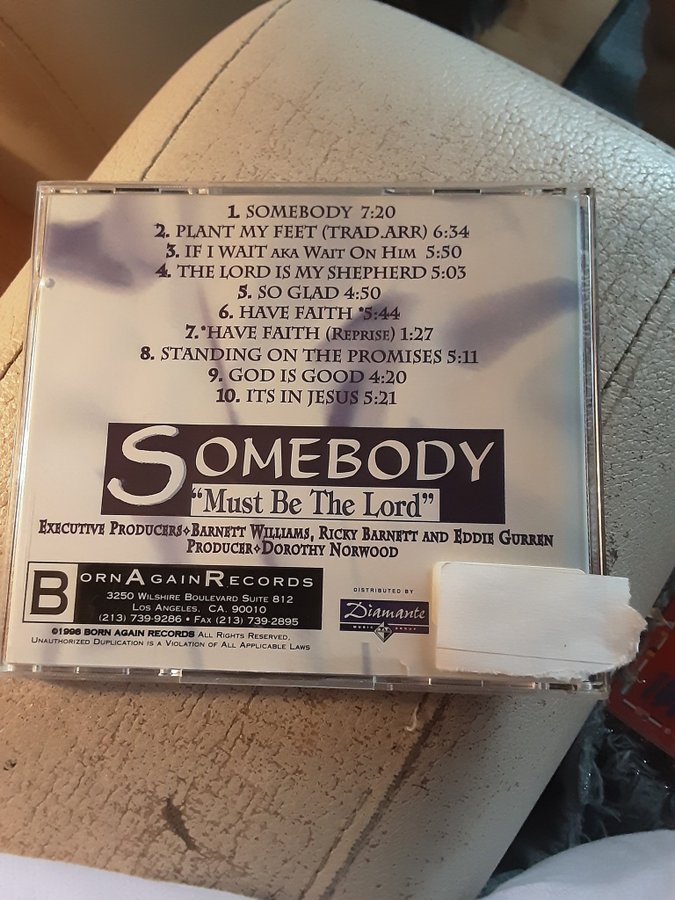 1. SOMEBODY 7:20
2. PLANT MY FEET (TRAD.ARR) 6:34
3. IF I WAIT AKA WAIT ON HIM 5:50
4. THE LORD IS MY SHEPHERD 5:03
5. SO GLAD 4:50
6. HAVE FAITH *5:44
7.*HAVE FAITH (REPRISE) 1:27
8. STANDING ON THE PROMISES 5:11
9. GOD IS GOOD 4:20
10. ITS IN JESUS 5:21
SOMEBODY
"Must Be The Lord"
EXECUTIVE PRODUCERS✧BARNETT WILLIAMS, RICKY BARNETT AND EDDIE GURREN
PRODUCER✧DOROTHY NORWOOD
BORNAGAINRECORDS
3250 WILSHIRE BOULEVARD SUITE 812
LOS ANGELES, CA. 90010
(213) 739-9286 • FAX (213) 739-2895
©1996 BORN AGAIN RECORDS ALL RIGHTS RESERVED,
UNAUTHORIZED DUPLICATION IS A VIOLATION OF ALL APPLICABLE LAWS
DISTRIBUTED BY
Diamante
MUSIC GROUP